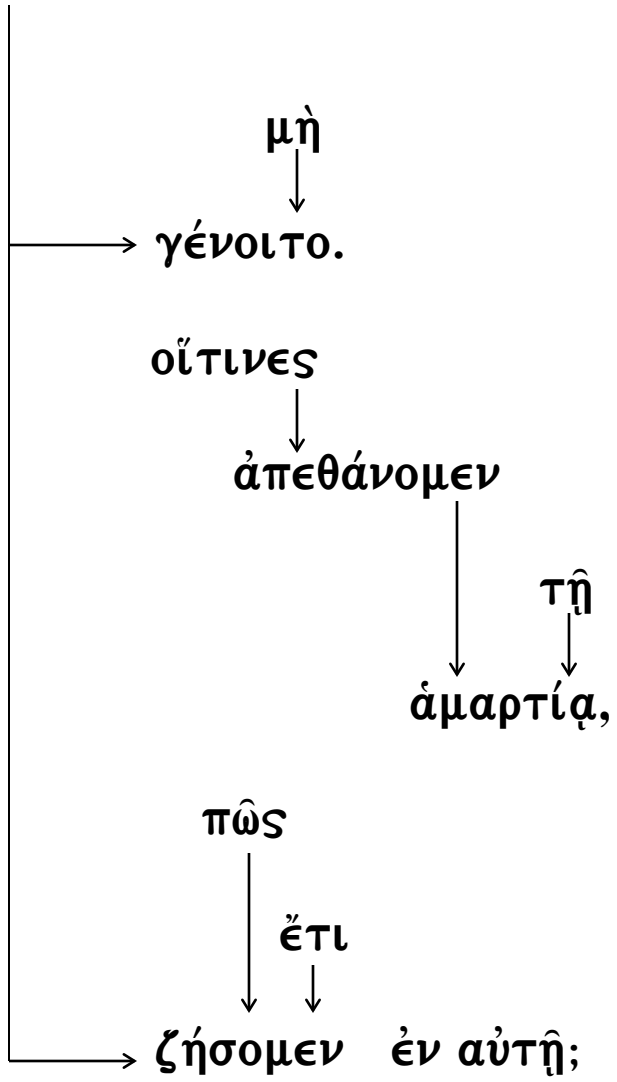 μὴ
γένοιτο.
οἵτινες
ἀπεθάνομεν
τῇ
ἁμαρτίᾳ,
πῶς
ἔτι
ζήσομεν ἐν αὐτῇ;